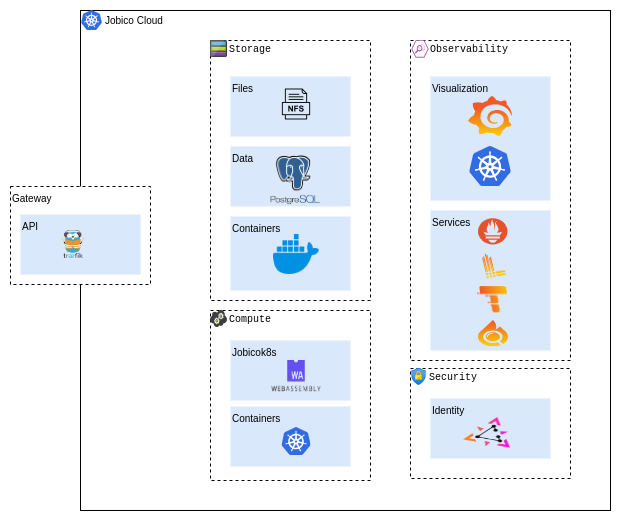 Jobico Cloud
Gateway
API
træfik
Storage
Files
NFS
Data
PostgreSQL
Containers
Compute
Jobicok8s
WA
WEBASSEMBLY
Containers
Observability
Visualization
Services
Security
Identity